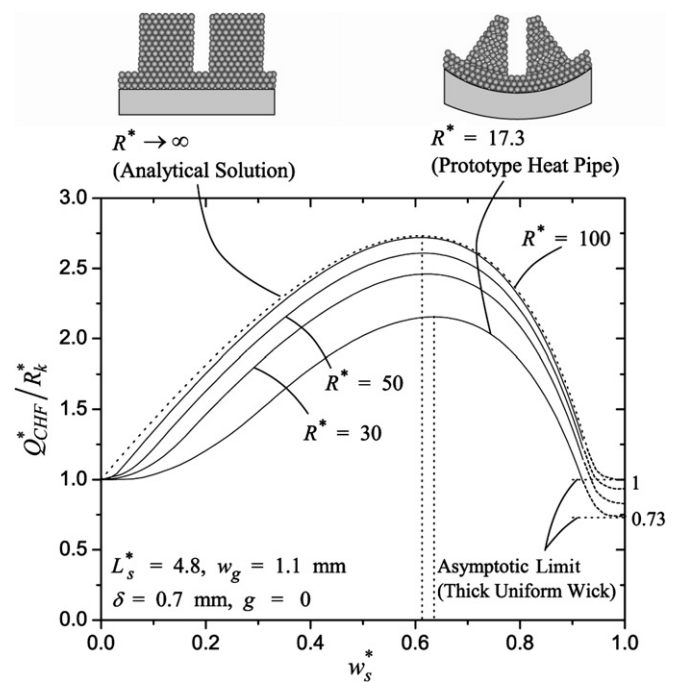 R* → ∞
(Analytical Solution)
R* = 17.3
(Prototype Heat Pipe)
3.0
R* = 100
2.5
2.0
R* = 50
1.5
R* = 30
Q*CHF / R*k
1.0
1
0.73
0.5
L*s = 4.8, wg = 1.1 mm
δ = 0.7 mm, g = 0
Asymptotic Limit
(Thick Uniform Wick)
0.0
0.0 0.2 0.4 0.6 0.8 1.0
w*s